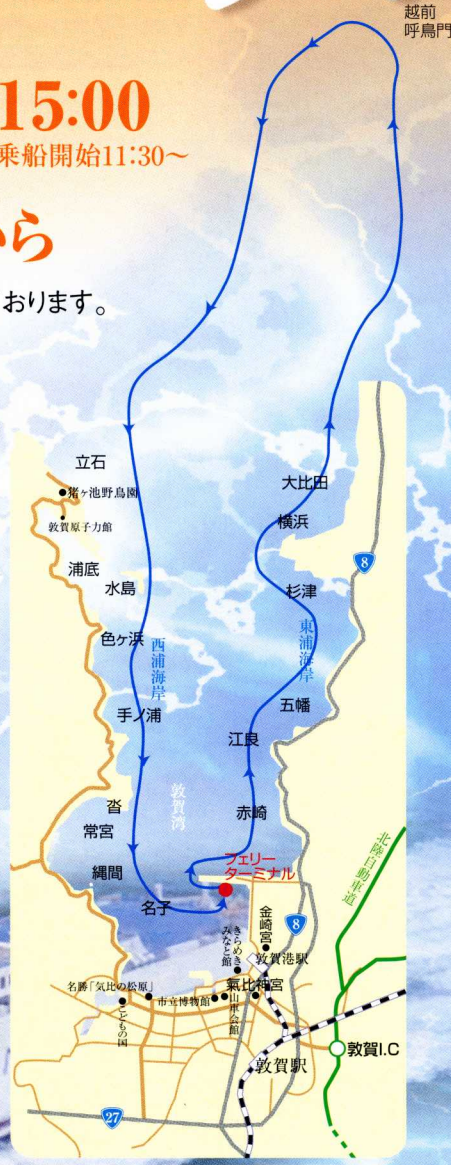 越前
呼鳥門
15:00
乗船開始11:30～
から
おります。
立石
猪ヶ池野鳥園
敦賀原子力館
浦底
水島
色ヶ浜
西浦海岸
手ノ浦
沓
常宮
縄間
名子
敦賀湾
大比田
横浜
8
杉津
東浦海岸
五幡
江良
赤崎
フェリー
ターミナル
北陸自動車道
金崎宮
8
きらめき
みなと館
敦賀港駅
氣比神宮
名勝「気比の松原」
市立博物館
山車会館
こどもの国
敦賀駅
敦賀I.C
27